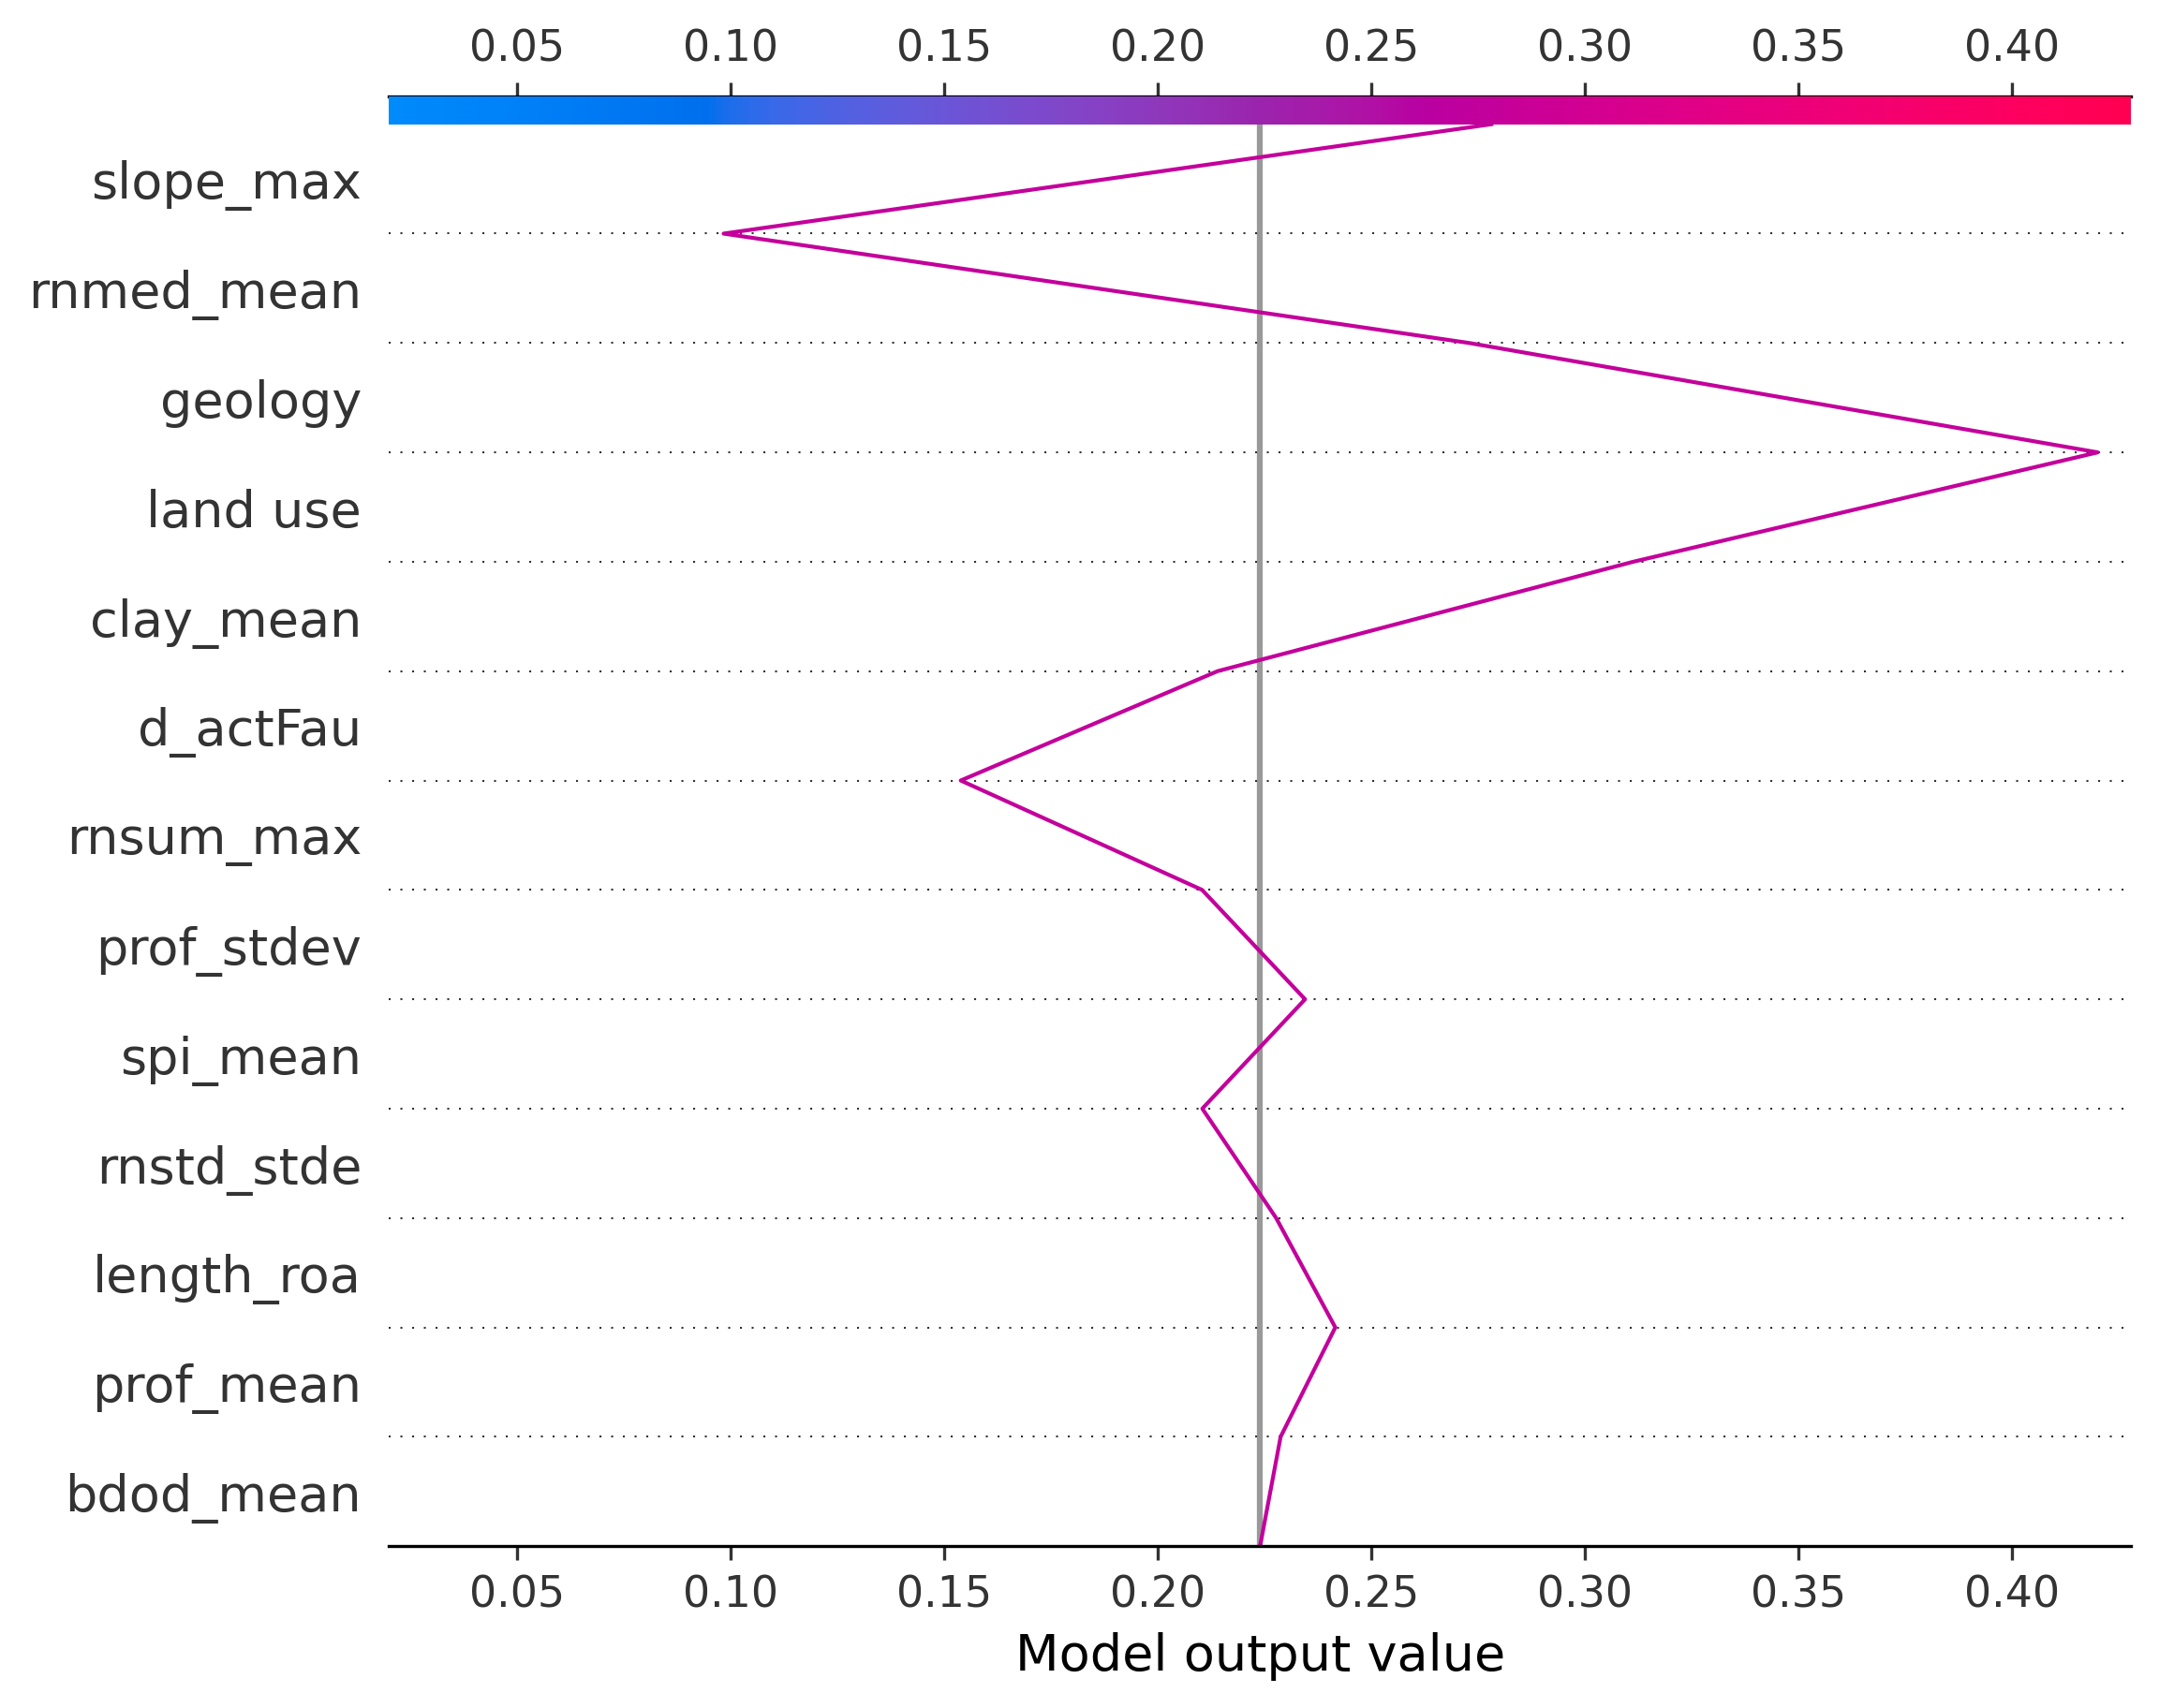 0.05 0.10 0.15 0.20 0.25 0.30 0.35 0.40
slope_max
rnmed_mean
geology
land use
clay_mean
d_actFau
rnsum_max
prof_stdev
spi_mean
rnstd_stde
length_roa
prof_mean
bdod_mean
0.05 0.10 0.15 0.20 0.25 0.30 0.35 0.40
Model output value